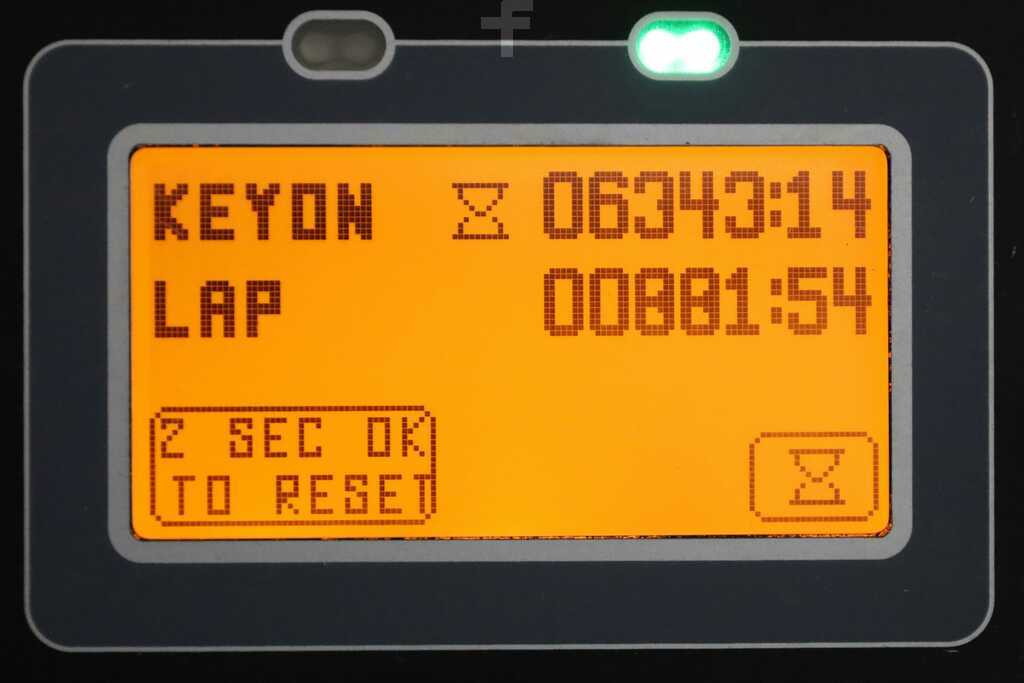 KEYON 06343:14
LAP 00001:54
2 SEC OK
TO RESET